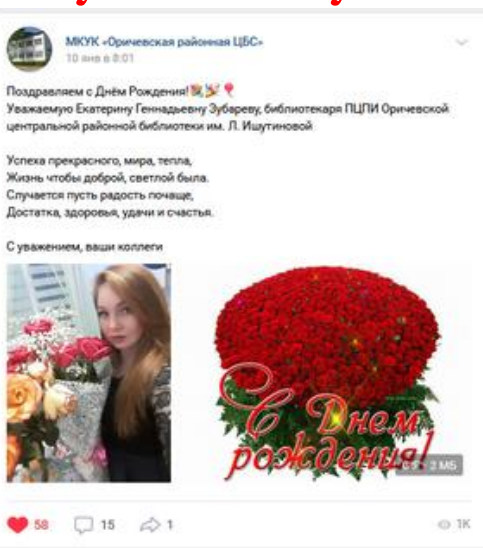 МКУК «Оричевская районная ЦБС»
10 янв в 8:01
Поздравляем с Днём Рождения!
Уважаемую Екатерину Геннадьевну Зубареву, библиотекаря ПЦПИ Оричевской
центральной районной библиотеки им. Л. Ишутиновой
Успеха прекрасного, мира, тепла,
Жизнь чтобы доброй, светлой была.
Случается пусть радость почаще,
Достатка, здоровья, удачи и счастья.
С уважением, ваши коллеги
С Днем
рождения!
2 МБ
58 15 1 1K